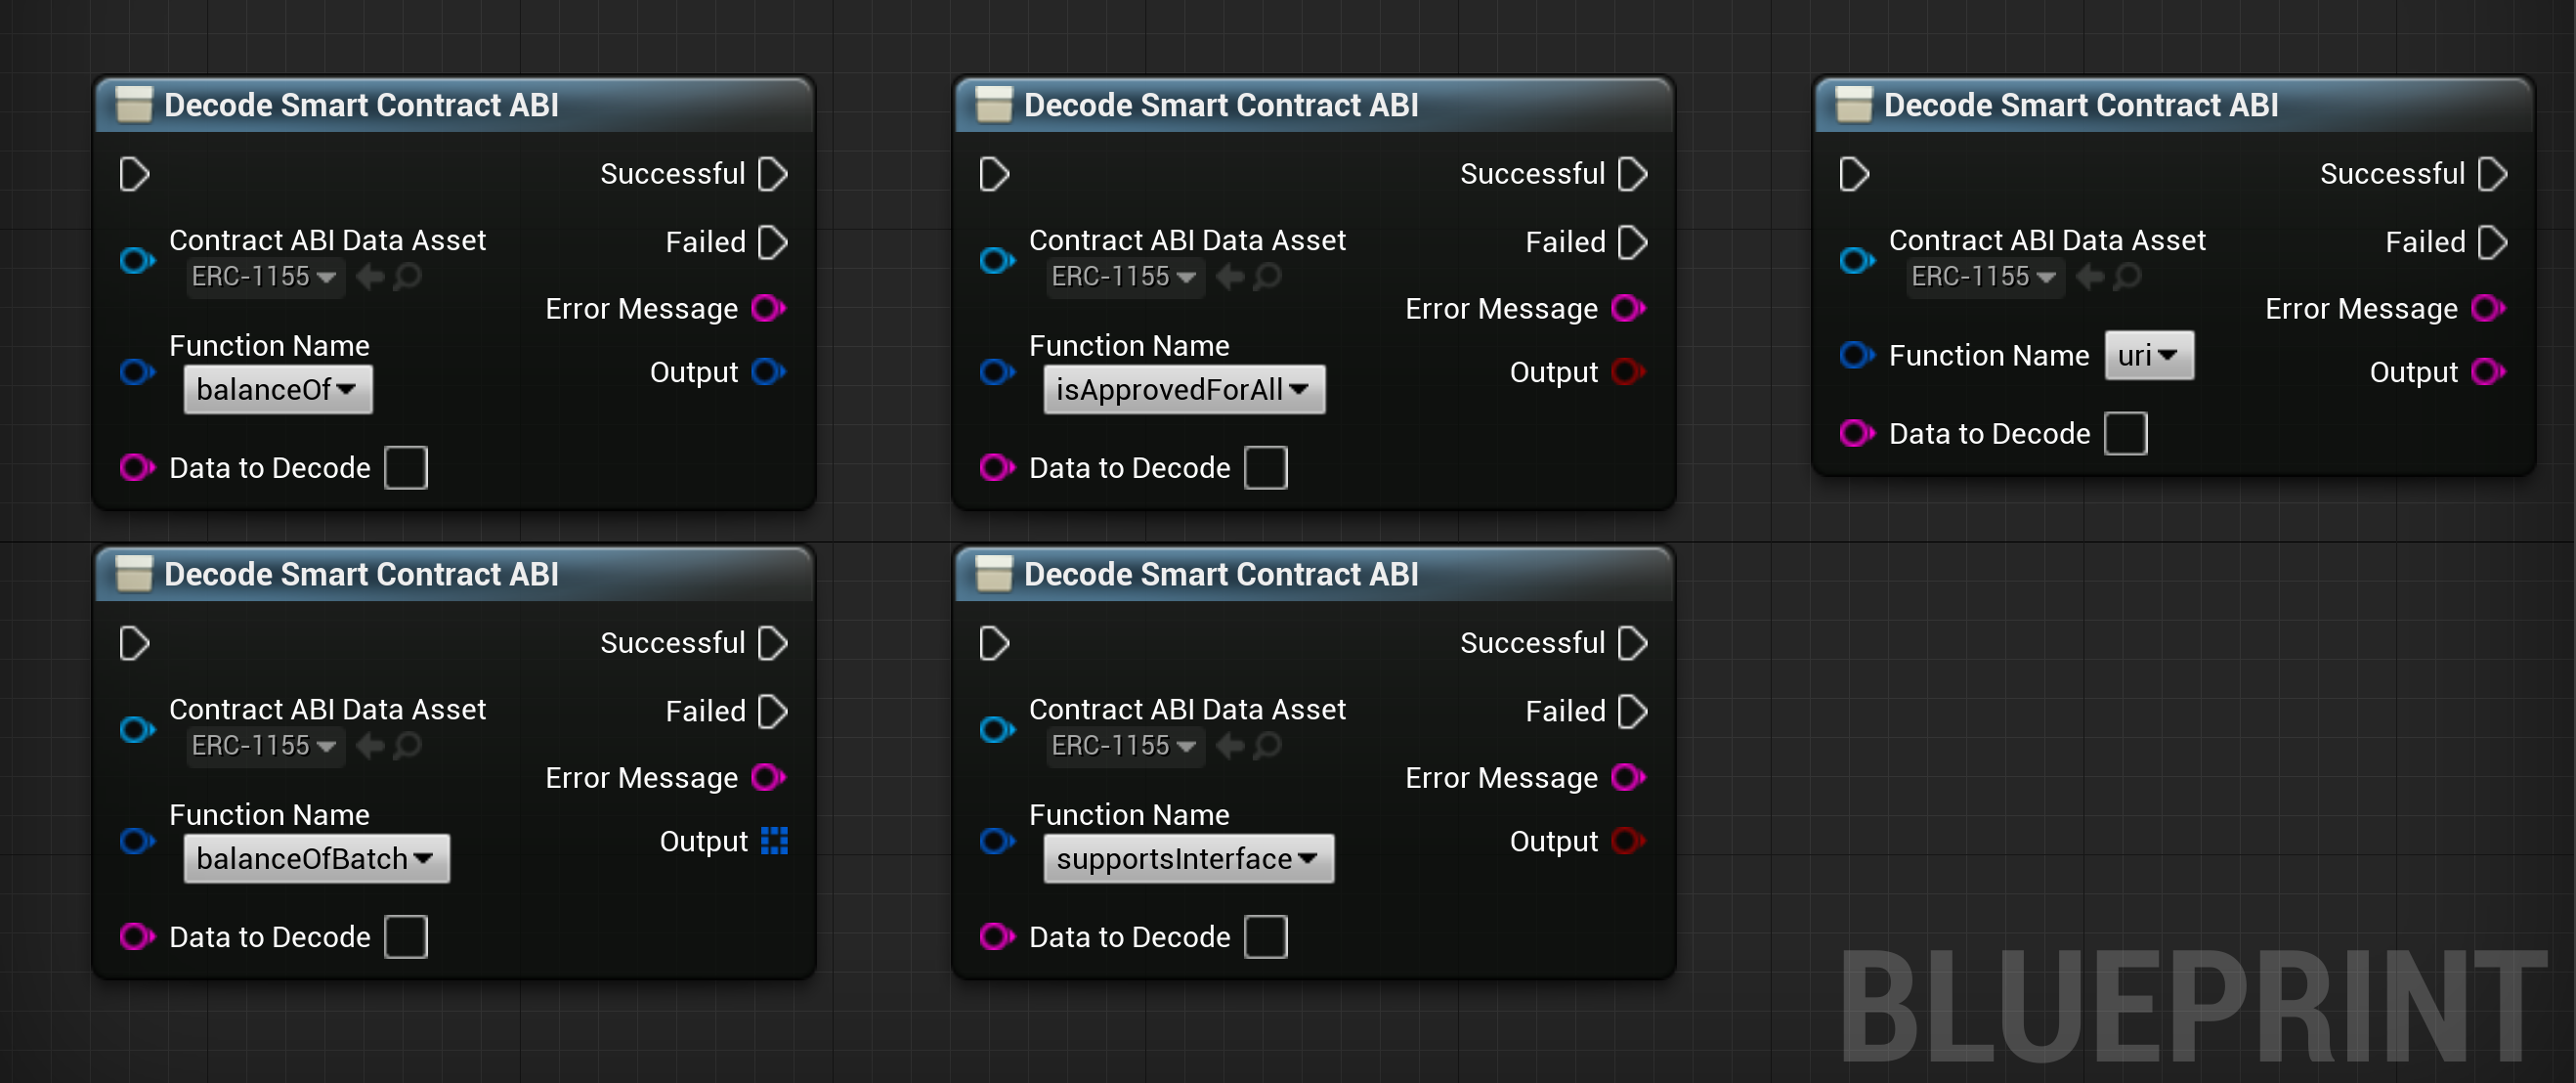 Decode Smart Contract ABI
Successful
Contract ABI Data Asset
Failed
ERC-1155
Error Message
Function Name
balanceOf
Output
Data to Decode
Decode Smart Contract ABI
Successful
Contract ABI Data Asset
Failed
ERC-1155
Error Message
Function Name
isApprovedForAll
Output
Data to Decode
Decode Smart Contract ABI
Successful
Contract ABI Data Asset
Failed
ERC-1155
Error Message
Function Name uri
Output
Data to Decode
Decode Smart Contract ABI
Successful
Contract ABI Data Asset
Failed
ERC-1155
Error Message
Function Name
balanceOfBatch
Output
Data to Decode
Decode Smart Contract ABI
Successful
Contract ABI Data Asset
Failed
ERC-1155
Error Message
Function Name
supportsInterface
Output
Data to Decode
BLUEPRINT